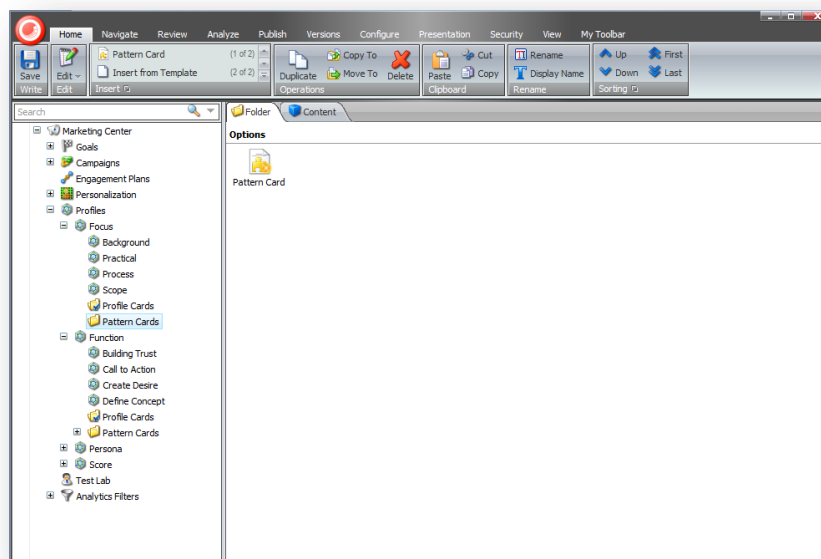 Home Navigate Review Analyze Publish Versions Configure Presentation Security View My Toolbar
Save
Write
Edit
Edit
Pattern Card (1 of 2)
Insert from Template (2 of 2)
Insert
Duplicate
Copy To
Move To
Delete
Operations
Paste
Cut
Copy
Clipboard
Rename
Display Name
Rename
Up First
Down Last
Sorting
Search
Marketing Center
Goals
Campaigns
Engagement Plans
Personalization
Profiles
Focus
Background
Practical
Process
Scope
Profile Cards
Pattern Cards
Function
Building Trust
Call to Action
Create Desire
Define Concept
Profile Cards
Pattern Cards
Persona
Score
Test Lab
Analytics Filters
Folder Content
Options
Pattern Card